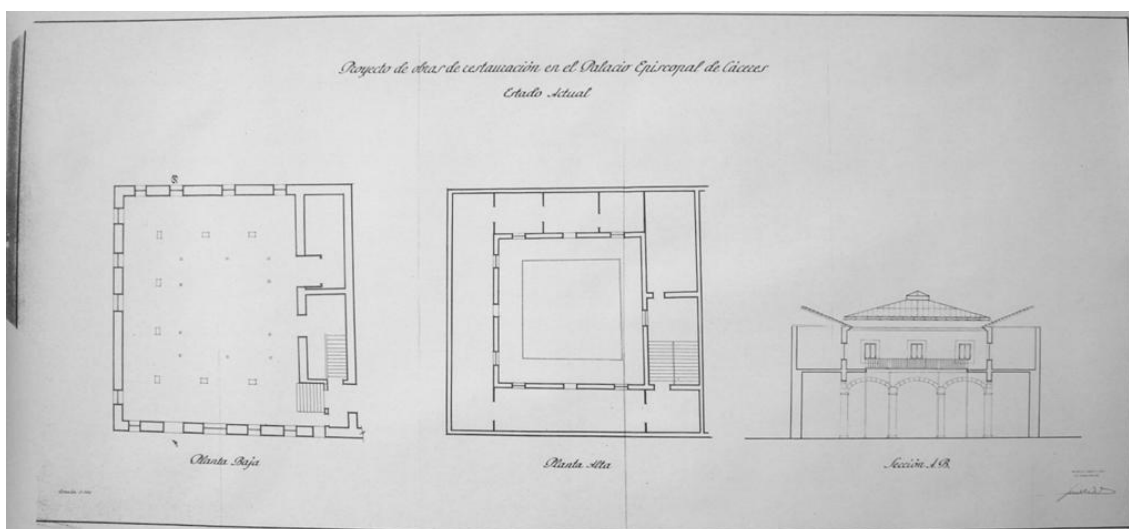 Proyecto de obras de restauración en el Palacio Episcopal de Cáceres
Estado Actual
B
A
Planta Baja
Planta Alta
Sección A.B.